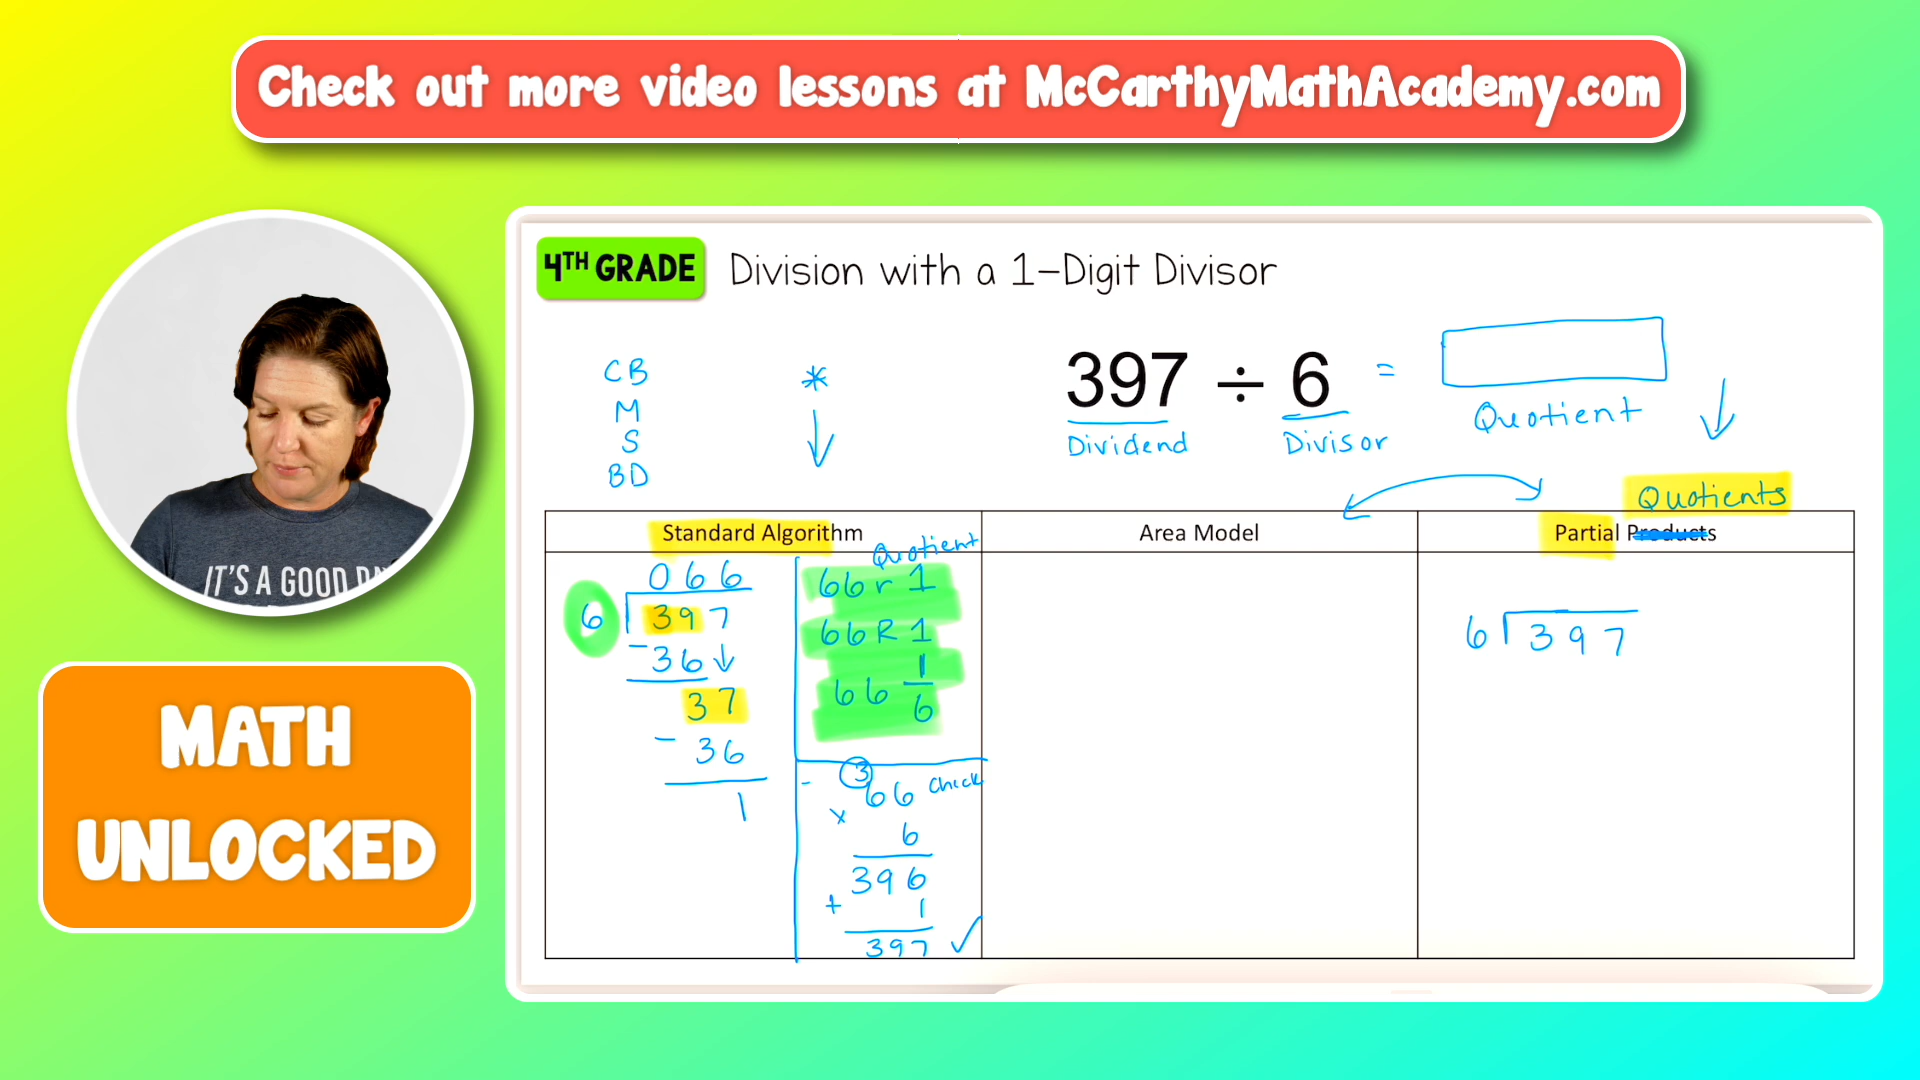 Check out more video lessons at McCarthyMathAcademy.com
4TH GRADE Division with a 1-Digit Divisor
CB
M
S
BD
*
397 ÷ 6 =
Dividend
Divisor
Quotient
Quotients
Standard Algorithm
Area Model
Partial Products
Quotient
066
6 397
-36
37
- 36
1
66 r 1
66 R 1
66 1/6
3
66 check
x 6
396
+ 1
397 ✓
6 397
IT'S A GOOD DA
MATH
UNLOCKED